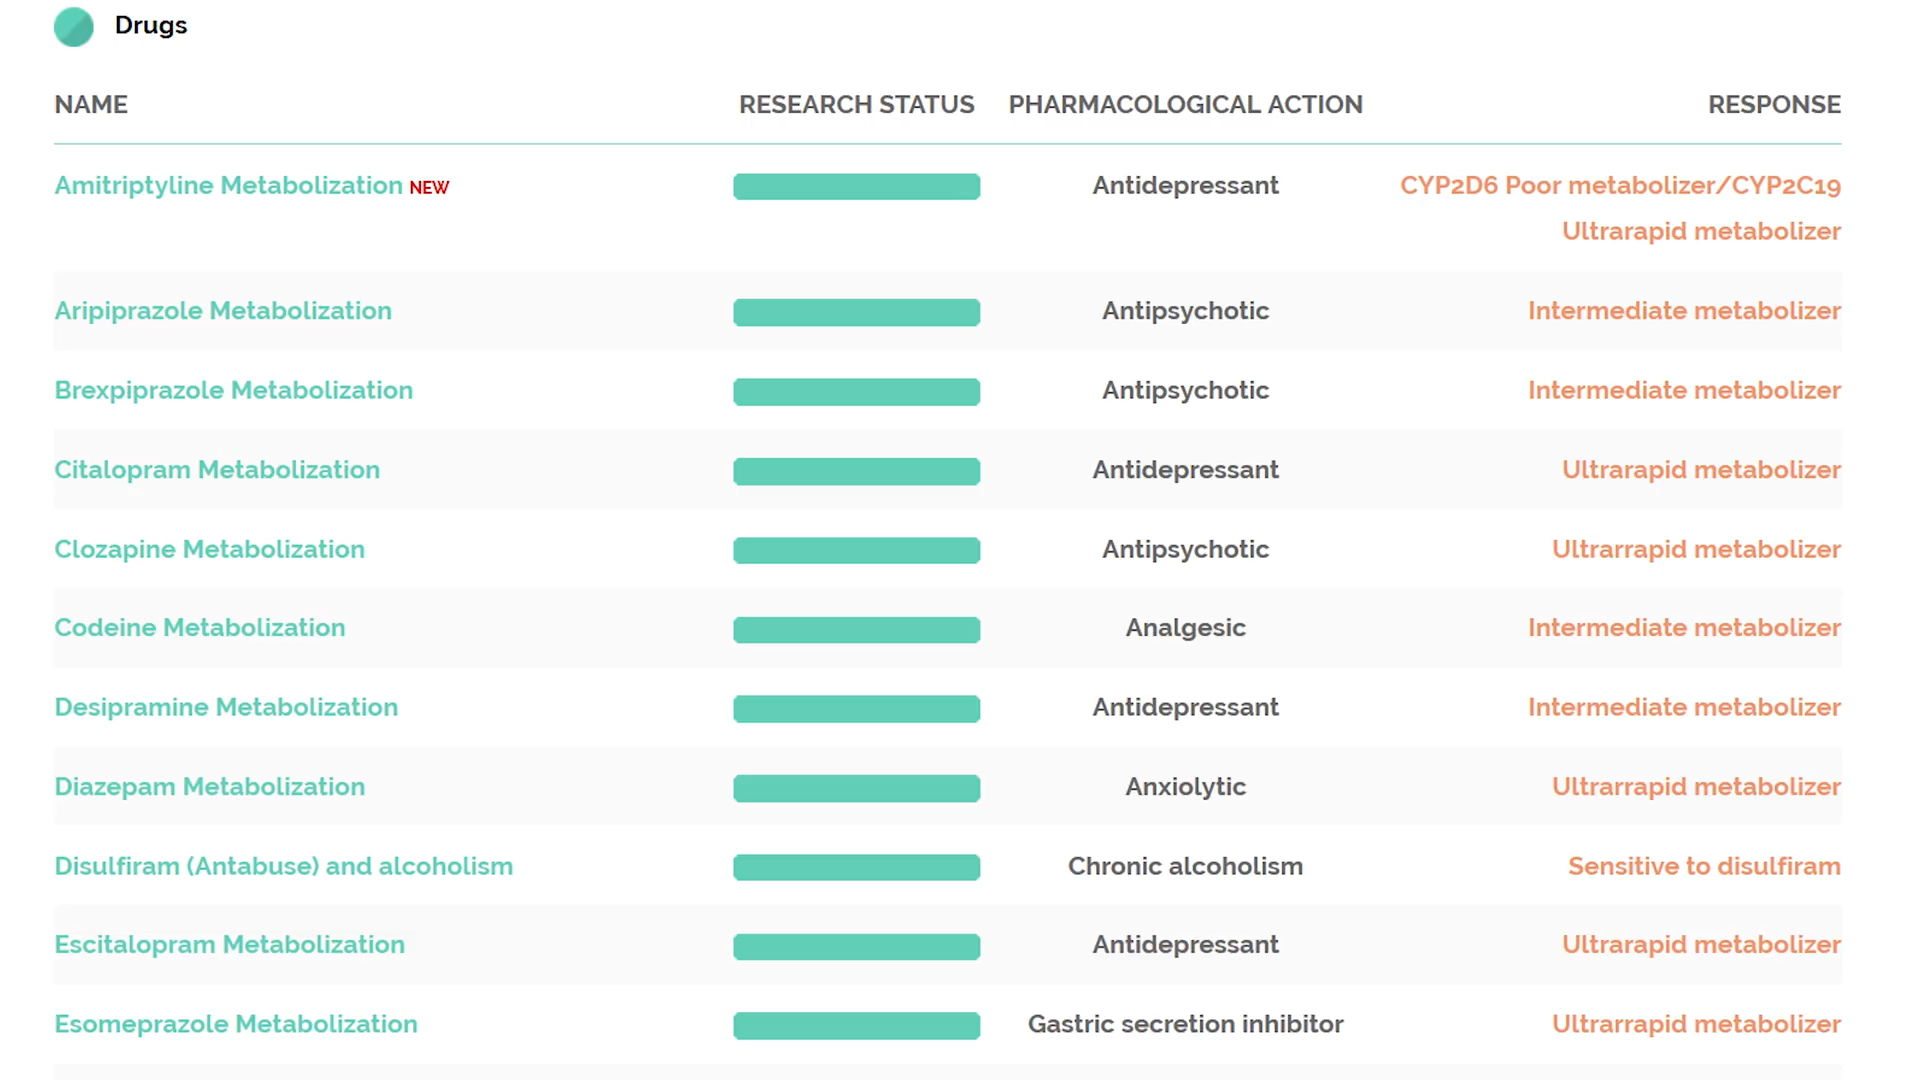 Drugs
NAME RESEARCH STATUS PHARMACOLOGICAL ACTION RESPONSE
Amitriptyline Metabolization NEW Antidepressant CYP2D6 Poor metabolizer/CYP2C19
Ultrarapid metabolizer
Aripiprazole Metabolization Antipsychotic Intermediate metabolizer
Brexpiprazole Metabolization Antipsychotic Intermediate metabolizer
Citalopram Metabolization Antidepressant Ultrarapid metabolizer
Clozapine Metabolization Antipsychotic Ultrarrapid metabolizer
Codeine Metabolization Analgesic Intermediate metabolizer
Desipramine Metabolization Antidepressant Intermediate metabolizer
Diazepam Metabolization Anxiolytic Ultrarrapid metabolizer
Disulfiram (Antabuse) and alcoholism Chronic alcoholism Sensitive to disulfiram
Escitalopram Metabolization Antidepressant Ultrarapid metabolizer
Esomeprazole Metabolization Gastric secretion inhibitor Ultrarrapid metabolizer